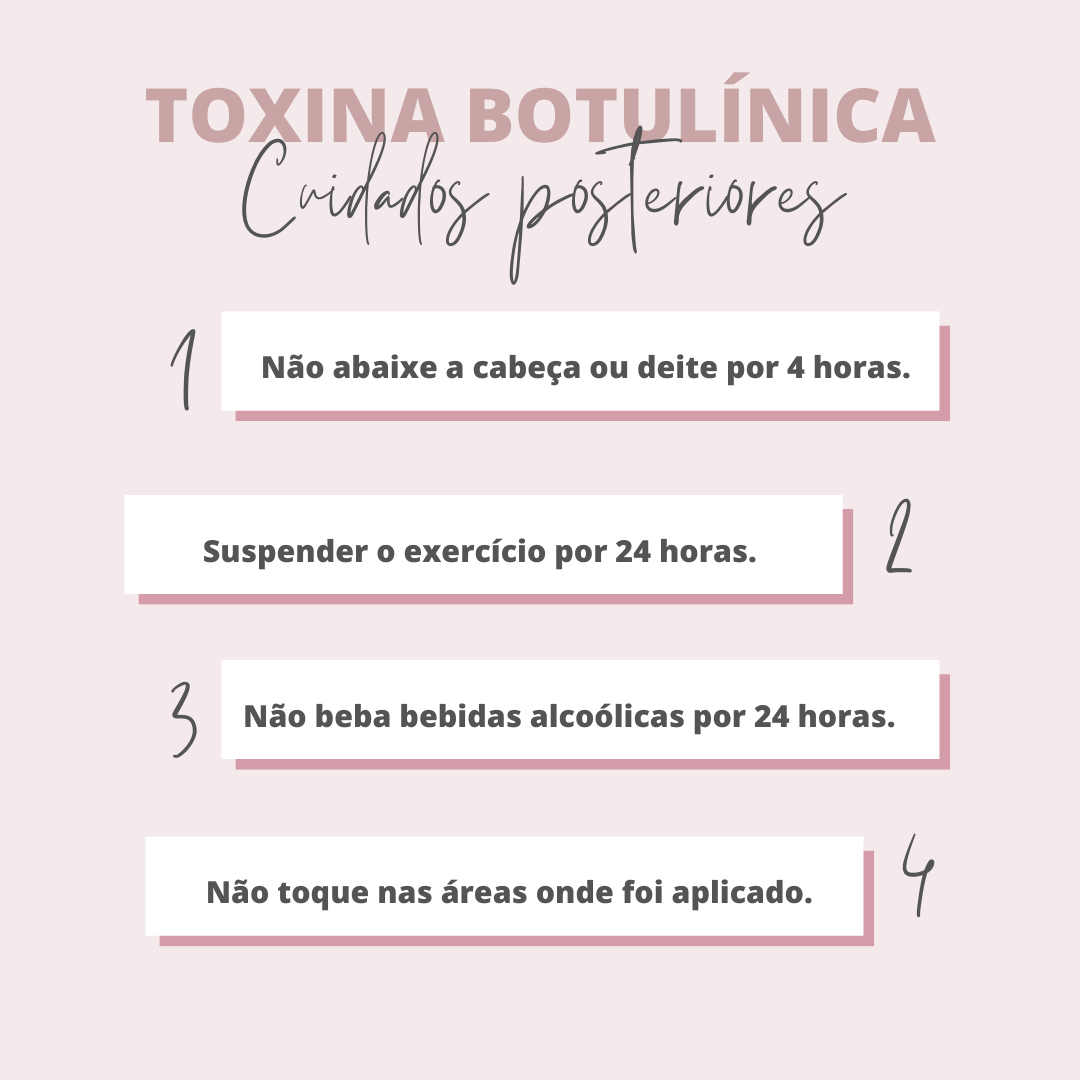 TOXINA BOTULÍNICA
Cuidados posteriores
1 Não abaixe a cabeça ou deite por 4 horas.
Suspender o exercício por 24 horas. 2
3 Não beba bebidas alcoólicas por 24 horas.
Não toque nas áreas onde foi aplicado. 4